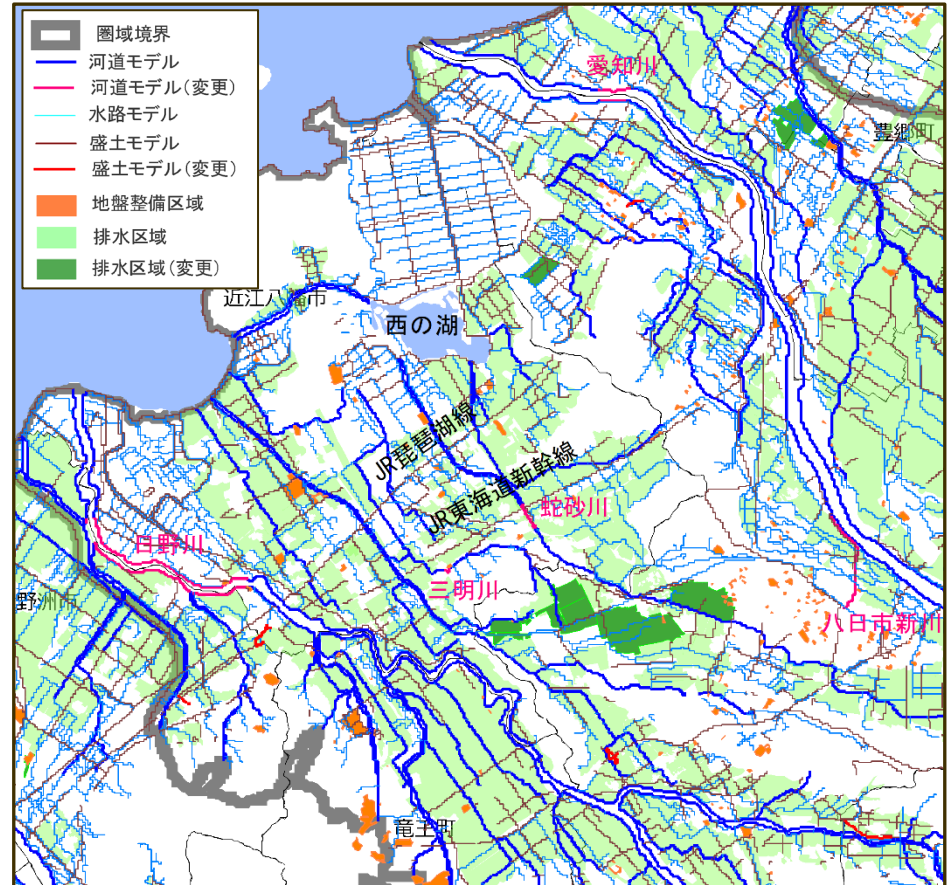 圏域境界
河道モデル
河道モデル(変更)
水路モデル
盛土モデル
盛土モデル(変更)
地盤整備区域
排水区域
排水区域(変更)
愛知川
豊郷町
近江八幡市
西の湖
JR琵琶湖線
JR東海道新幹線
蛇砂川
日野川
三明川
野洲市
八日市新川
竜王町